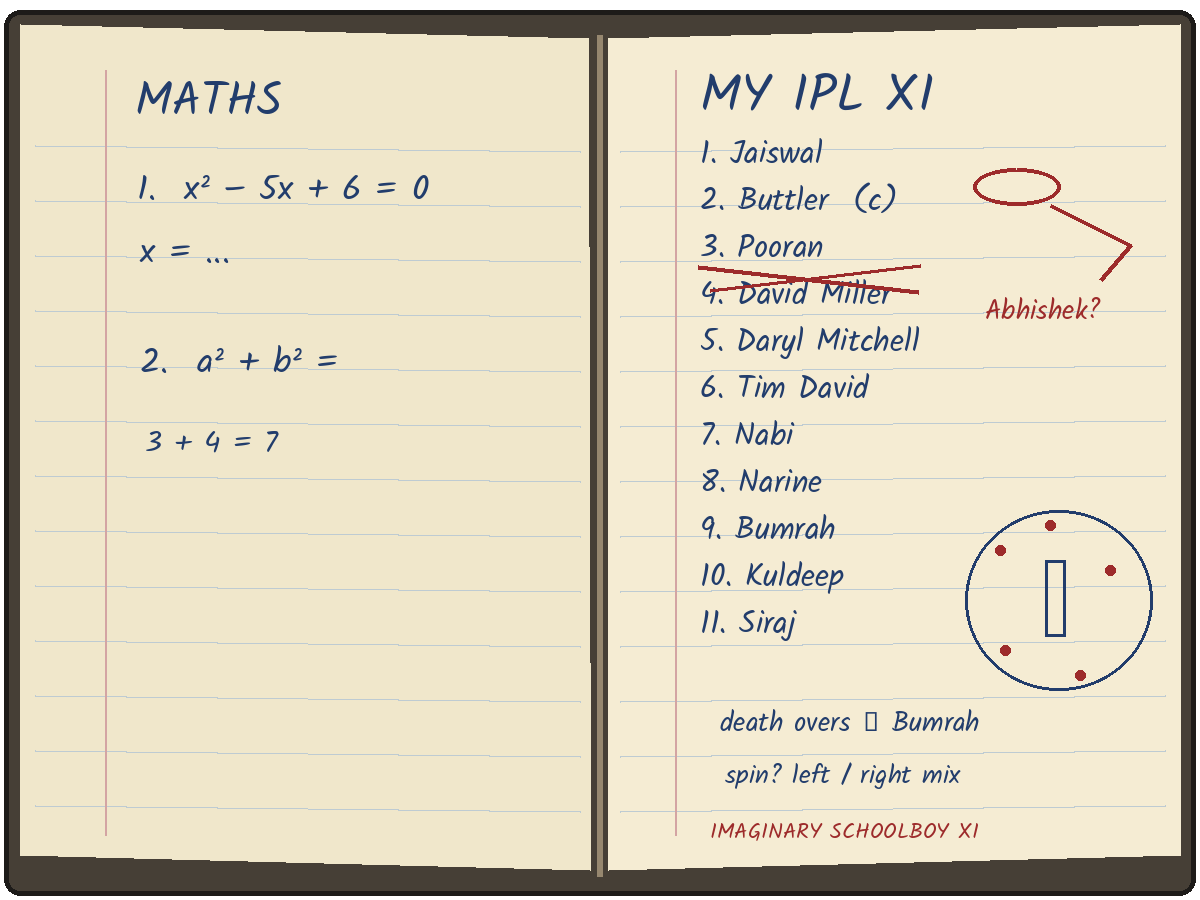 MATHS
1. x² − 5x + 6 = 0
x = ...
2. a² + b² =
3 + 4 = 7
MY IPL XI
1. Jaiswal
2. Buttler (c)
3. Pooran
4. David Miller
Abhishek?
5. Daryl Mitchell
6. Tim David
7. Nabi
8. Narine
9. Bumrah
10. Kuldeep
11. Siraj
death overs ▯ Bumrah
spin? left / right mix
IMAGINARY SCHOOLBOY XI